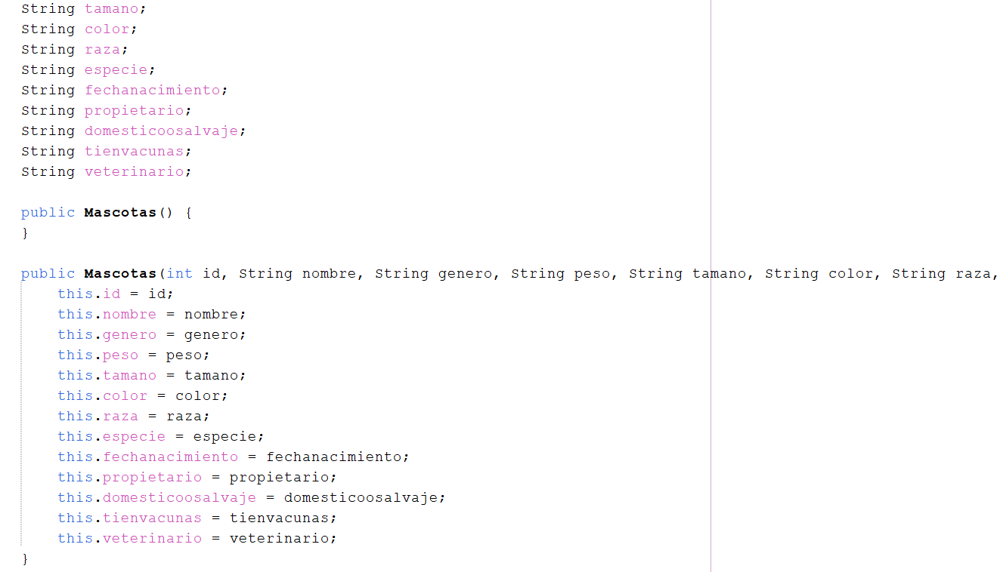 String tamano;
String color;
String raza;
String especie;
String fechanacimiento;
String propietario;
String domesticoosalvaje;
String tienvacunas;
String veterinario;
public Mascotas() {
}
public Mascotas(int id, String nombre, String genero, String peso, String tamano, String color, String raza,
this.id = id;
this.nombre = nombre;
this.genero = genero;
this.peso = peso;
this.tamano = tamano;
this.color = color;
this.raza = raza;
this.especie = especie;
this.fechanacimiento = fechanacimiento;
this.propietario = propietario;
this.domesticoosalvaje = domesticoosalvaje;
this.tienvacunas = tienvacunas;
this.veterinario = veterinario;
}